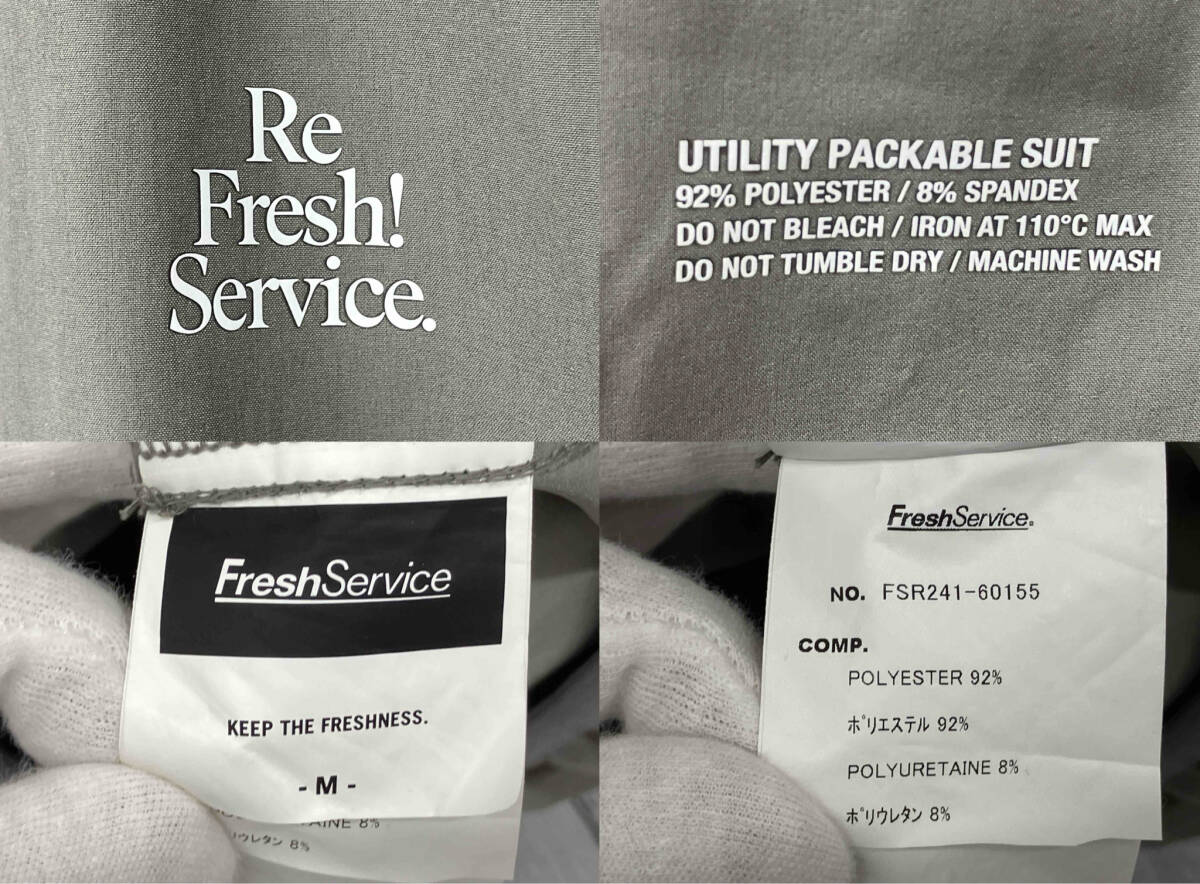 Re
Fresh!
Service.
UTILITY PACKABLE SUIT
92% POLYESTER / 8% SPANDEX
DO NOT BLEACH / IRON AT 110°C MAX
DO NOT TUMBLE DRY / MACHINE WASH
FreshService
KEEP THE FRESHNESS.
- M -
8%
8%
FreshService.
NO. FSR241-60155
COMP.
POLYESTER 92%
ポリエステル 92%
POLYURETAINE 8%
ポリウレタン 8%